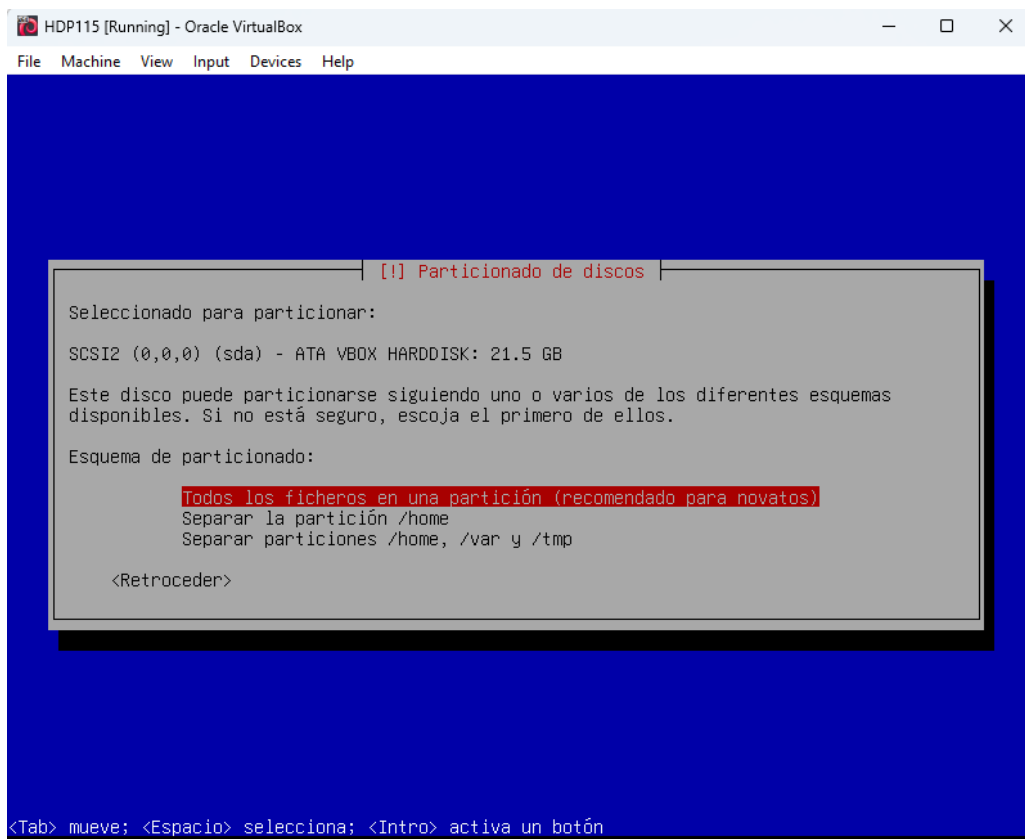 HDP115 [Running] - Oracle VirtualBox
File Machine View Input Devices Help
[!] Particionado de discos
Seleccionado para particionar:
SCSI2 (0,0,0) (sda) - ATA VBOX HARDDISK: 21.5 GB
Este disco puede particionarse siguiendo uno o varios de los diferentes esquemas
disponibles. Si no está seguro, escoja el primero de ellos.
Esquema de particionado:
Todos los ficheros en una partición (recomendado para novatos)
Separar la partición /home
Separar particiones /home, /var y /tmp
<Retroceder>
<Tab> mueve; <Espacio> selecciona; <Intro> activa un botón